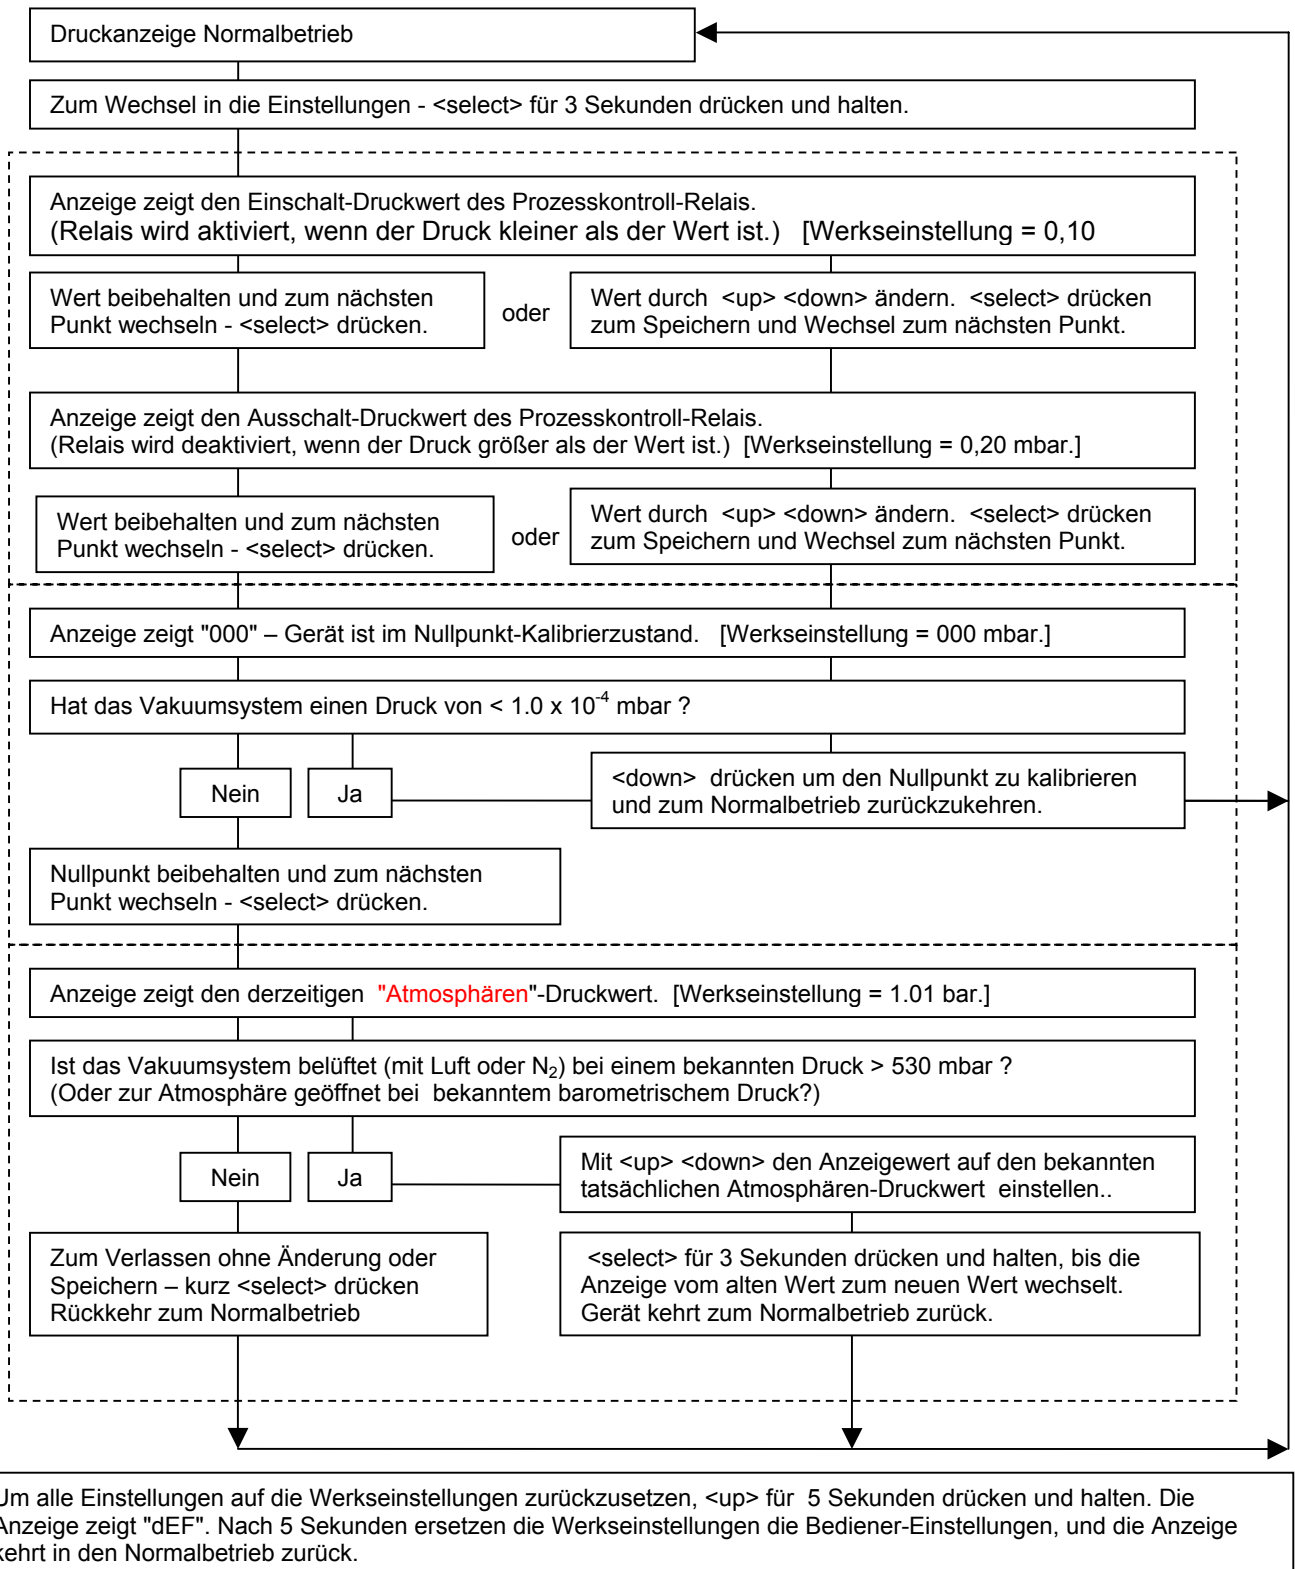 Druckanzeige Normalbetrieb
Zum Wechsel in die Einstellungen - <select> für 3 Sekunden drücken und halten.
Anzeige zeigt den Einschalt-Druckwert des Prozesskontroll-Relais.
(Relais wird aktiviert, wenn der Druck kleiner als der Wert ist.) [Werkseinstellung = 0,10
Wert beibehalten und zum nächsten
Punkt wechseln - <select> drücken.
oder
Wert durch <up> <down> ändern. <select> drücken
zum Speichern und Wechsel zum nächsten Punkt.
Anzeige zeigt den Ausschalt-Druckwert des Prozesskontroll-Relais.
(Relais wird deaktiviert, wenn der Druck größer als der Wert ist.) [Werkseinstellung = 0,20 mbar.]
Wert beibehalten und zum nächsten
Punkt wechseln - <select> drücken.
oder
Wert durch <up> <down> ändern. <select> drücken
zum Speichern und Wechsel zum nächsten Punkt.
Anzeige zeigt "000" – Gerät ist im Nullpunkt-Kalibrierzustand. [Werkseinstellung = 000 mbar.]
Hat das Vakuumsystem einen Druck von < 1.0 x 10⁻⁴ mbar ?
Nein
Ja
<down> drücken um den Nullpunkt zu kalibrieren
und zum Normalbetrieb zurückzukehren.
Nullpunkt beibehalten und zum nächsten
Punkt wechseln - <select> drücken.
Anzeige zeigt den derzeitigen "Atmosphären"-Druckwert. [Werkseinstellung = 1.01 bar.]
Ist das Vakuumsystem belüftet (mit Luft oder N₂) bei einem bekannten Druck > 530 mbar ?
(Oder zur Atmosphäre geöffnet bei bekanntem barometrischem Druck?)
Nein
Ja
Mit <up> <down> den Anzeigewert auf den bekannten
tatsächlichen Atmosphären-Druckwert einstellen..
Zum Verlassen ohne Änderung oder
Speichern – kurz <select> drücken
Rückkehr zum Normalbetrieb
<select> für 3 Sekunden drücken und halten, bis die
Anzeige vom alten Wert zum neuen Wert wechselt.
Gerät kehrt zum Normalbetrieb zurück.
Um alle Einstellungen auf die Werkseinstellungen zurückzusetzen, <up> für 5 Sekunden drücken und halten. Die
Anzeige zeigt "dEF". Nach 5 Sekunden ersetzen die Werkseinstellungen die Bediener-Einstellungen, und die Anzeige
kehrt in den Normalbetrieb zurück.